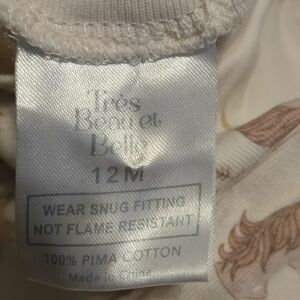 Très
Beau et
Belle
12M
WEAR SNUG FITTING
NOT FLAME RESISTANT
100% PIMA COTTON
Made in China